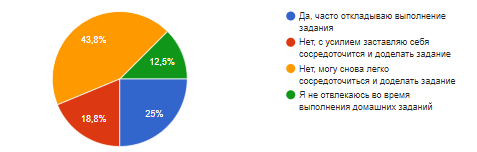 43,8%
12,5%
18,8%
25%
Да, часто откладываю выполнение
задания
Нет, с усилием заставляю себя
сосредоточится и доделать задание
Нет, могу снова легко
сосредоточиться и доделать задание
Я не отвлекаюсь во время
выполнения домашних заданий